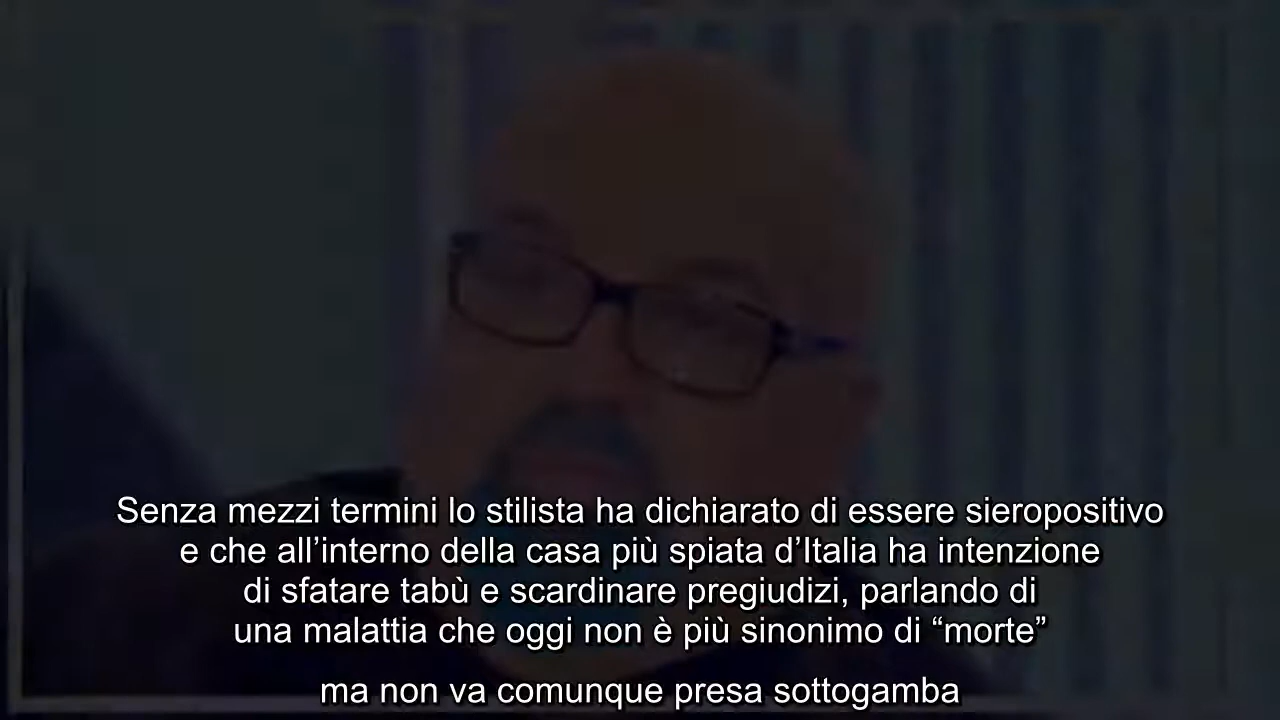 Senza mezzi termini lo stilista ha dichiarato di essere sieropositivo
e che all’interno della casa più spiata d’Italia ha intenzione
di sfatare tabù e scardinare pregiudizi, parlando di
una malattia che oggi non è più sinonimo di “morte”
ma non va comunque presa sottogamba